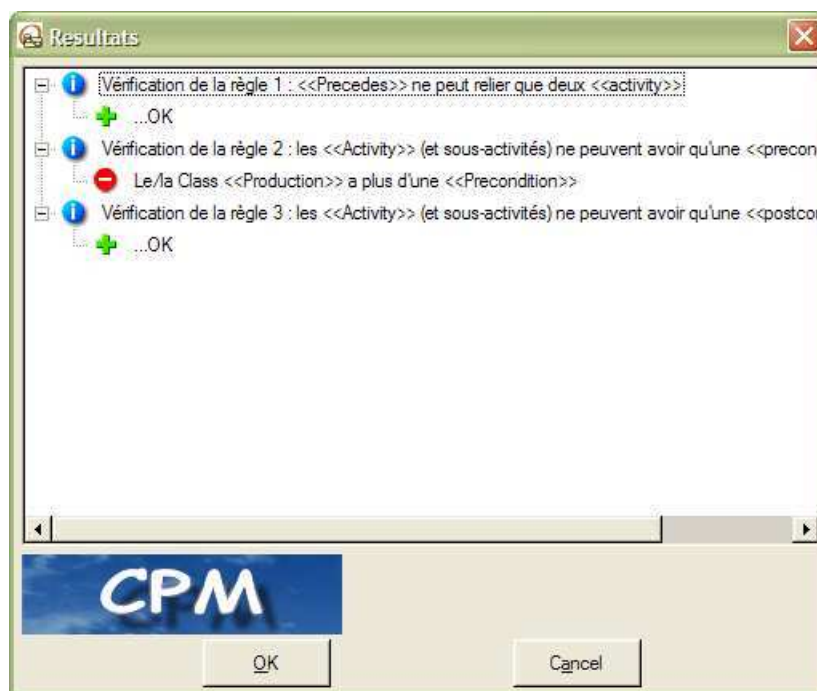 Resultats
Vérification de la règle 1 : <<Precedes>> ne peut relier que deux <<activity>>
...OK
Vérification de la règle 2 : les <<Activity>> (et sous-activités) ne peuvent avoir qu'une <<precon
Le/la Class <<Production>> a plus d'une <<Precondition>>
Vérification de la règle 3 : les <<Activity>> (et sous-activités) ne peuvent avoir qu'une <<postcon
...OK
CPM
OK
Cancel